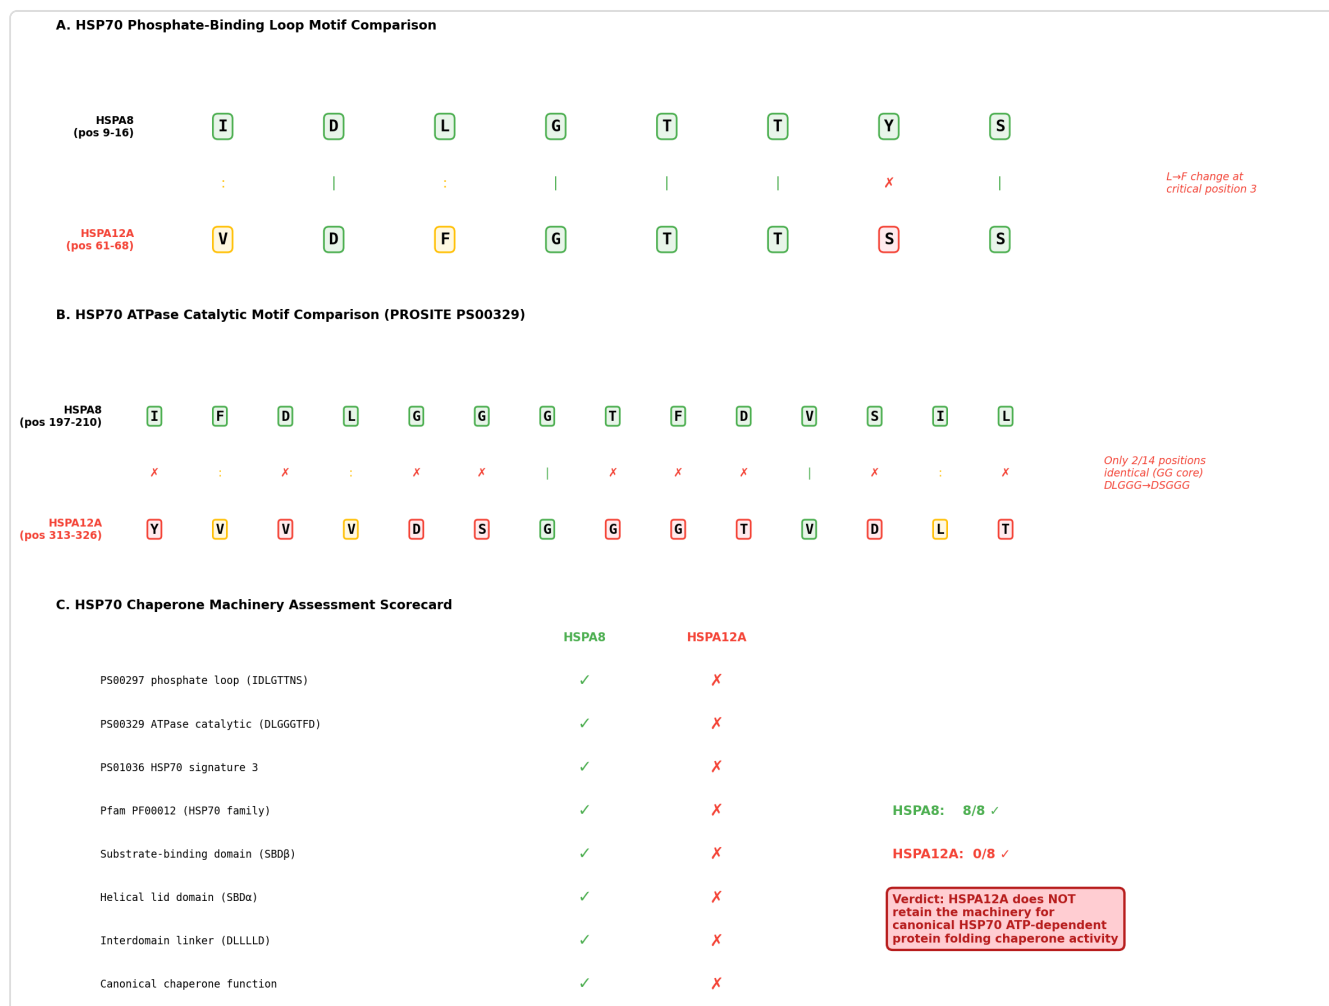 A. HSP70 Phosphate-Binding Loop Motif Comparison
HSPA8
(pos 9-16)
I D L G T T Y S
: | : | | | ✗ |
L→F change at
critical position 3
HSPA12A
(pos 61-68)
V D F G T T S S
B. HSP70 ATPase Catalytic Motif Comparison (PROSITE PS00329)
HSPA8
(pos 197-210)
I F D L G G G T F D V S I L
✗ : ✗ : ✗ ✗ | ✗ ✗ ✗ | ✗ : ✗
Only 2/14 positions
identical (GG core)
DLGGG→DSGGG
HSPA12A
(pos 313-326)
Y V V V D S G G G T V D L T
C. HSP70 Chaperone Machinery Assessment Scorecard
HSPA8 HSPA12A
PS00297 phosphate loop (IDLGTTNS) ✓ ✗
PS00329 ATPase catalytic (DLGGGTFD) ✓ ✗
PS01036 HSP70 signature 3 ✓ ✗
Pfam PF00012 (HSP70 family) ✓ ✗
HSPA8: 8/8 ✓
Substrate-binding domain (SBDβ) ✓ ✗
HSPA12A: 0/8 ✓
Helical lid domain (SBDα) ✓ ✗
Interdomain linker (DLLLLD) ✓ ✗
Canonical chaperone function ✓ ✗
Verdict: HSPA12A does NOT
retain the machinery for
canonical HSP70 ATP-dependent
protein folding chaperone activity